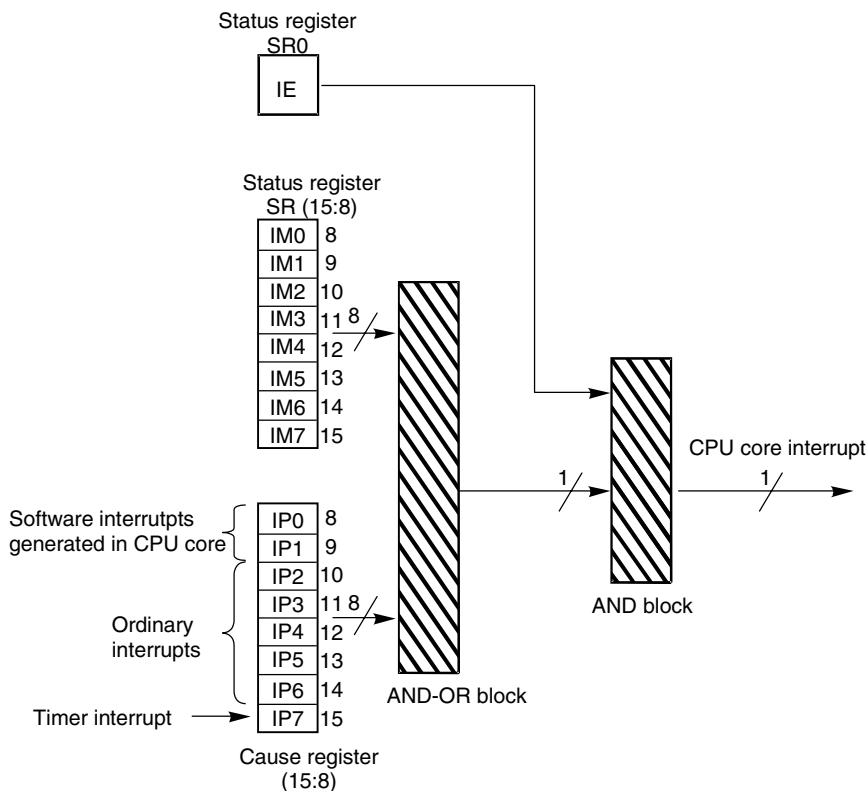 Status register
SR0
IE
Status register
SR (15:8)
IM0 8
IM1 9
IM2 10
IM3 11 8
IM4 12
IM5 13
IM6 14
IM7 15
1
CPU core interrupt
1
AND block
Software interrutpts
generated in CPU core
IP0 8
IP1 9
IP2 10
IP3 11 8
IP4 12
IP5 13
IP6 14
IP7 15
Ordinary
interrupts
Timer interrupt
AND-OR block
Cause register
(15:8)